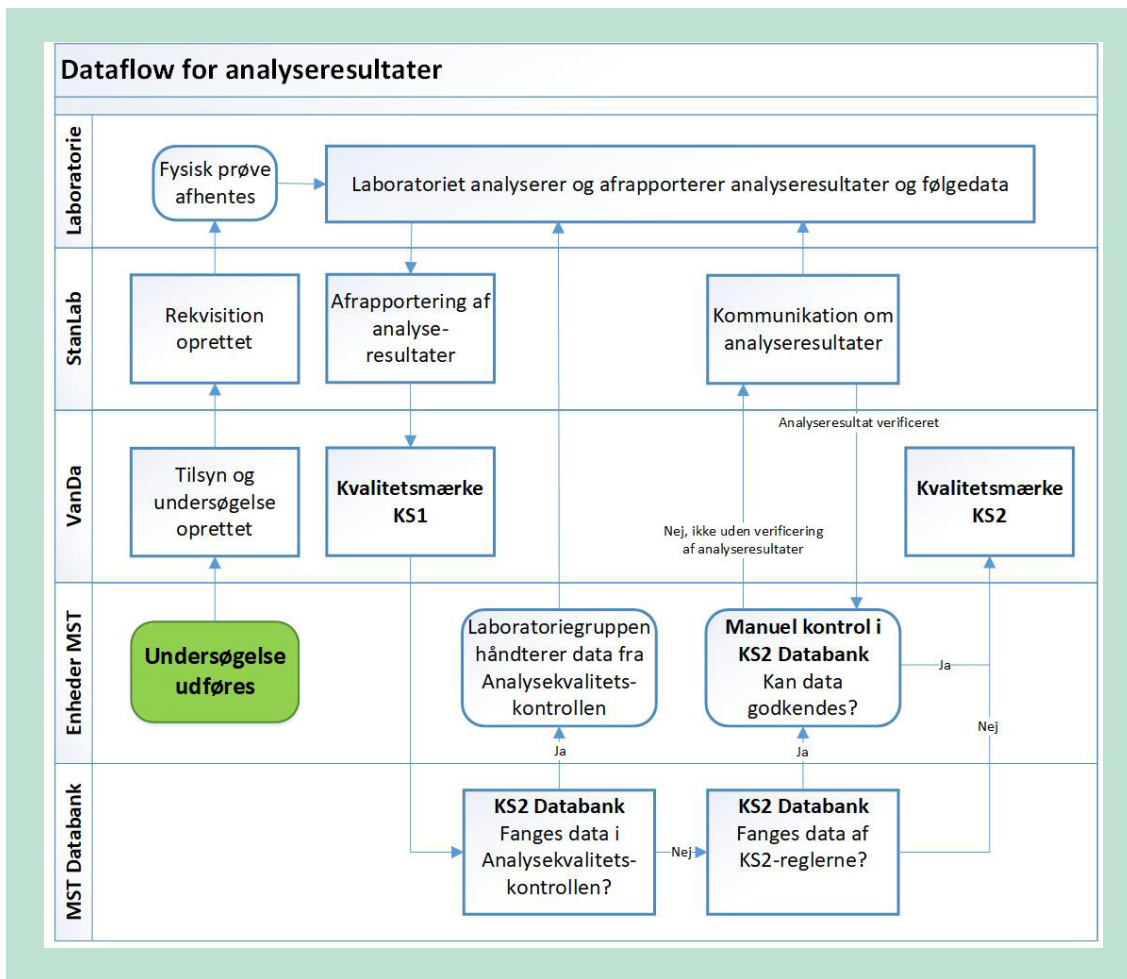 Dataflow for analyseresultater
Laboratorie
Fysisk prøve
afhentes
Laboratoriet analyserer og afrapporterer analyseresultater og følgedata
StanLab
Rekvisition
oprettet
Afrapportering af
analyse-
resultater
Kommunikation om
analyseresultater
Analyseresultat verificeret
VanDa
Tilsyn og
undersøgelse
oprettet
Kvalitetsmærke
KS1
Nej, ikke uden verificering
af analyseresultater
Kvalitetsmærke
KS2
Enheder MST
Undersøgelse
udføres
Laboratoriegruppen
håndterer data fra
Analysekvalitets-
kontrollen
Manuel kontrol i
KS2 Databank
Kan data
godkendes?
Ja
Nej
Ja
Ja
MST Databank
KS2 Databank
Fanges data i
Analysekvalitets-
kontrollen?
Nej
KS2 Databank
Fanges data af
KS2-reglerne?